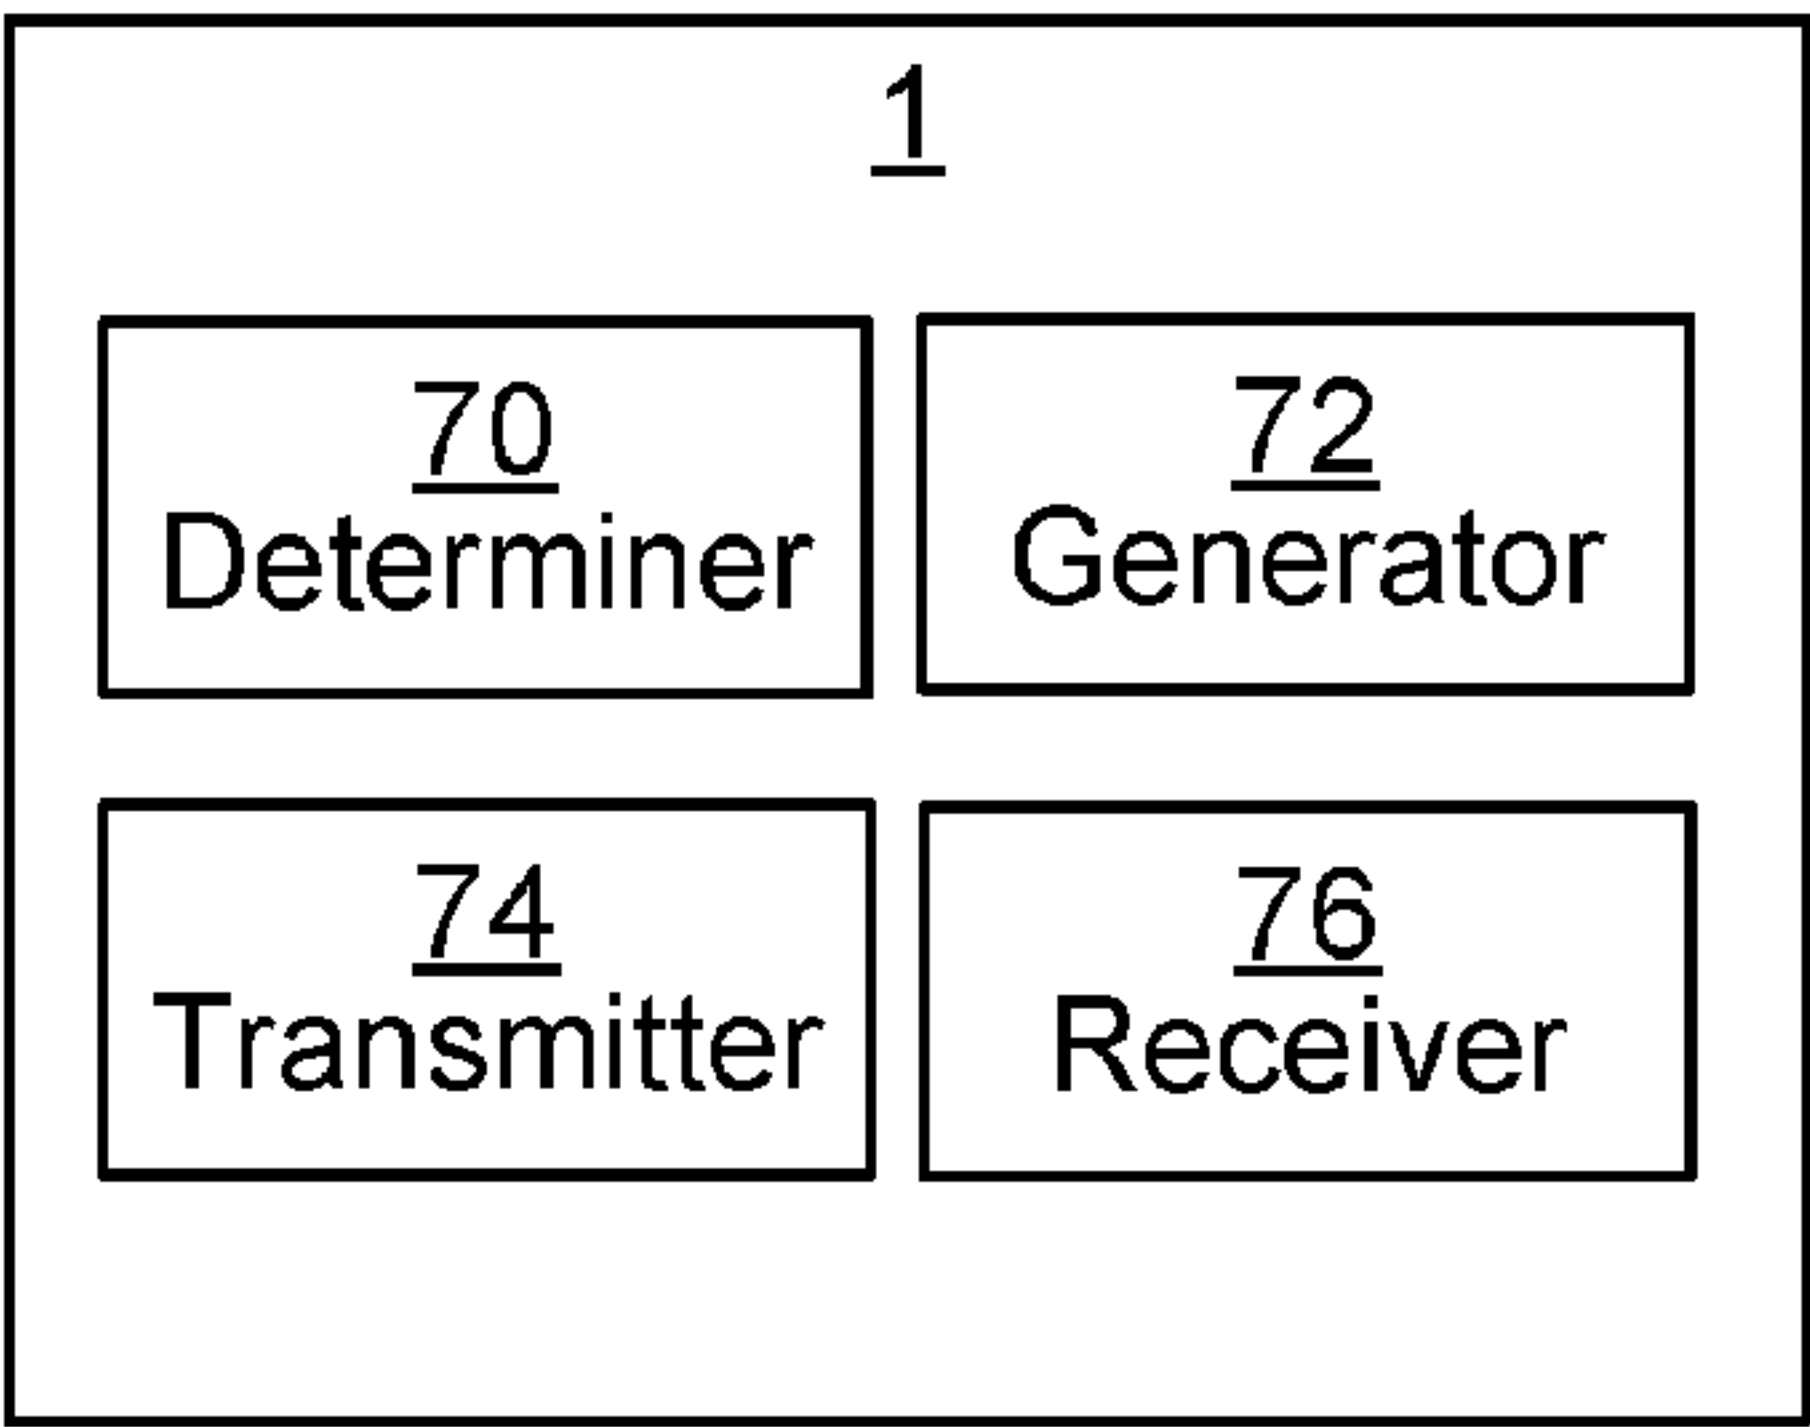 1
70
Determiner
72
Generator
74
Transmitter
76
Receiver